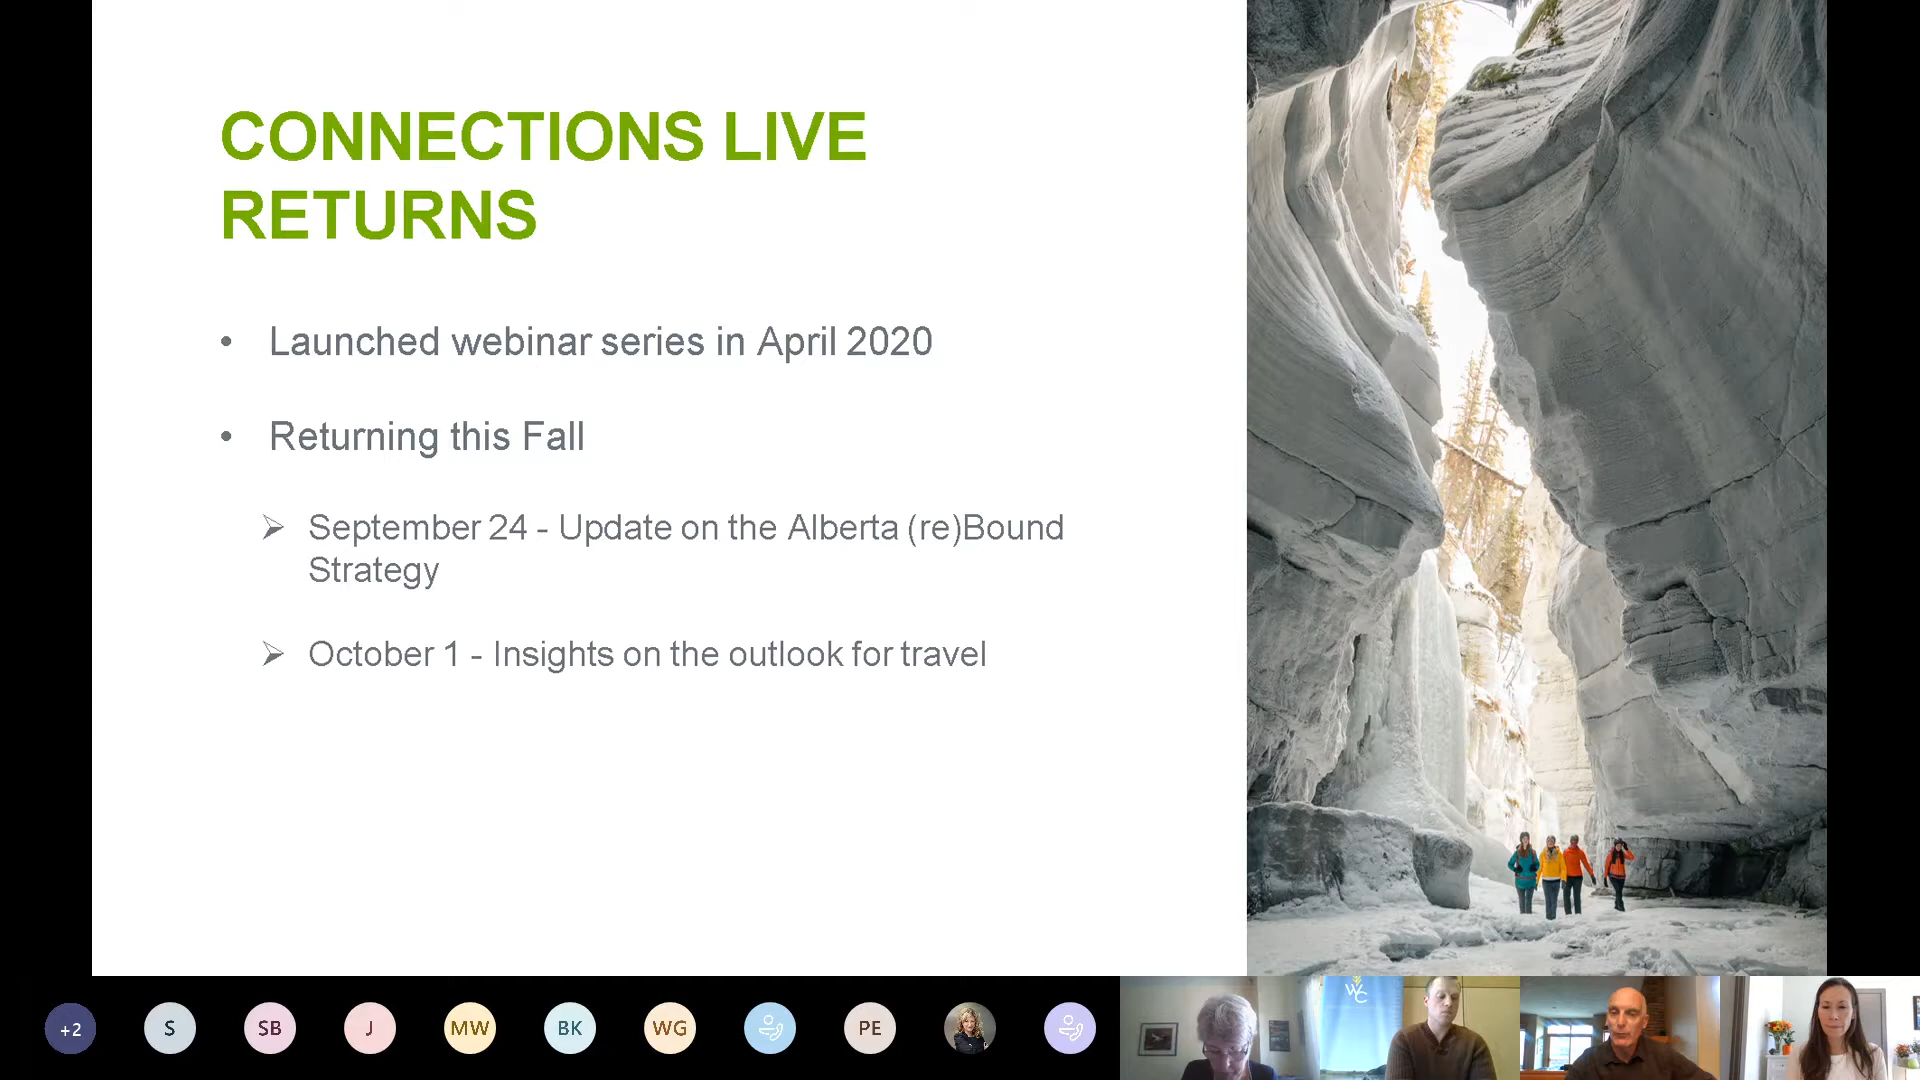 CONNECTIONS LIVE
RETURNS
• Launched webinar series in April 2020
• Returning this Fall
➢ September 24 - Update on the Alberta (re)Bound
Strategy
➢ October 1 - Insights on the outlook for travel
+2 S SB J MW BK WG PE
WC